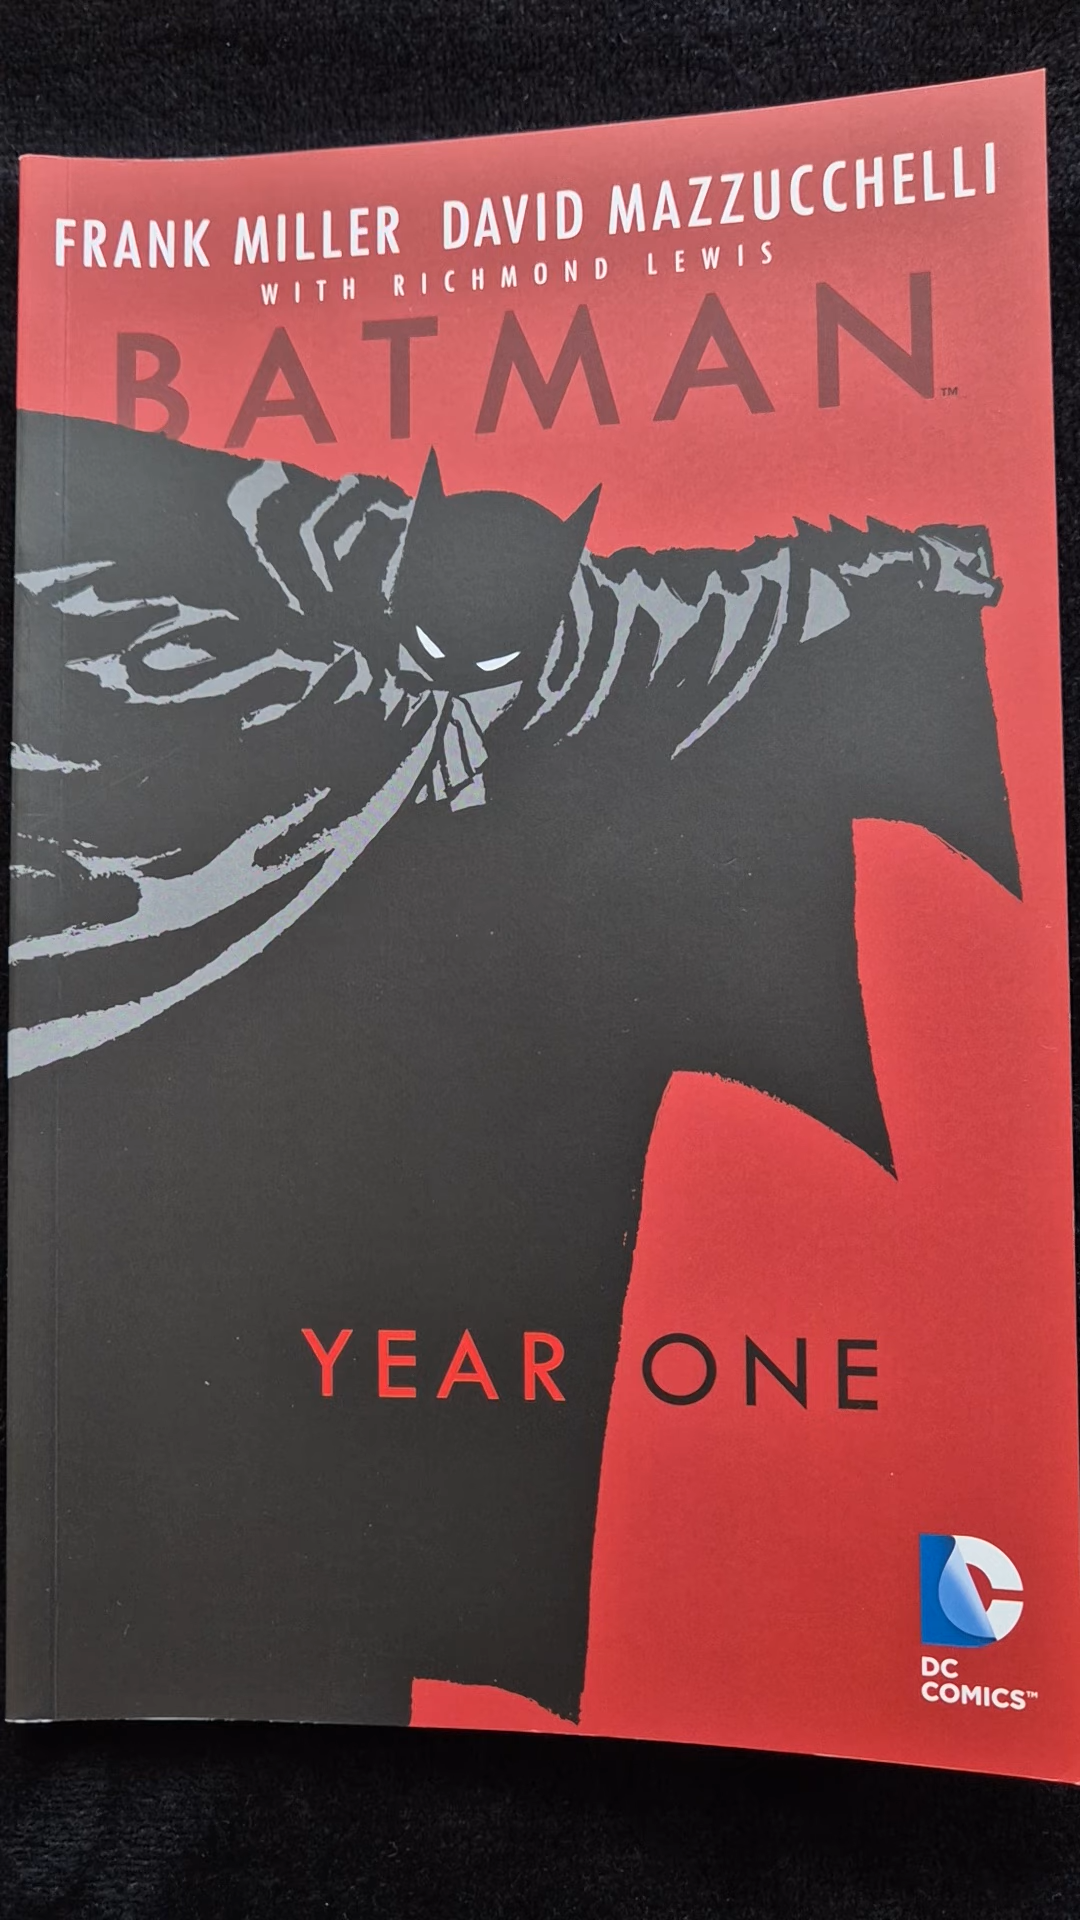 FRANK MILLER DAVID MAZZUCCHELLI
WITH RICHMOND LEWIS
BATMAN™
YEAR ONE
DC
COMICS™